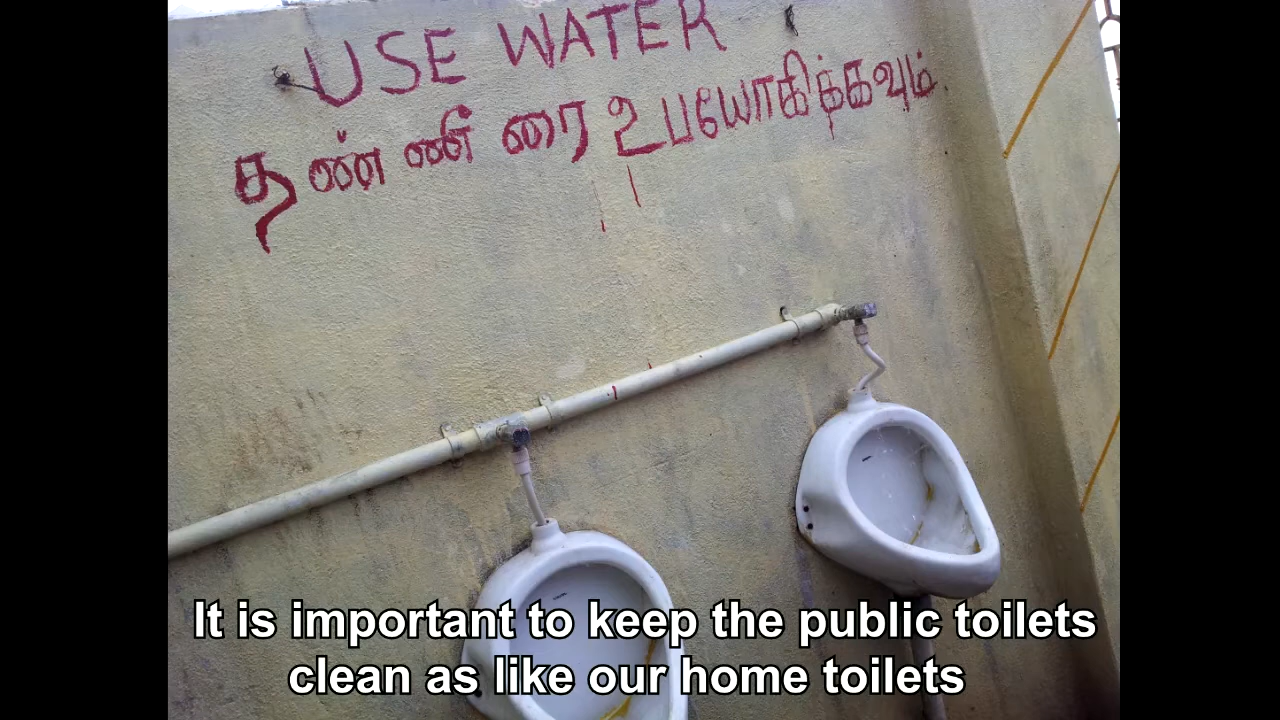 USE WATER
தண்ணீரை உபயோகிக்கவும்.
It is important to keep the public toilets
clean as like our home toilets